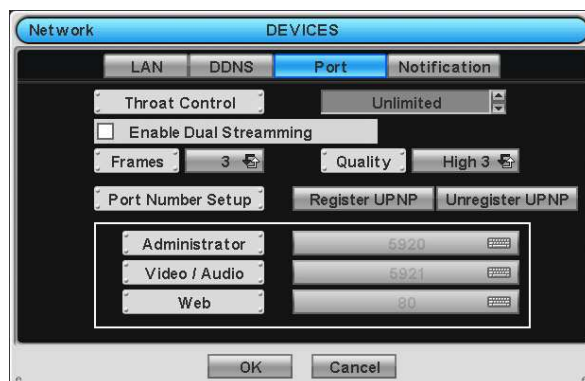 Network DEVICES
LAN DDNS Port Notification
Throat Control Unlimited
Enable Dual Streamming
Frames 3 Quality High 3
Port Number Setup Register UPNP Unregister UPNP
Administrator 5920
Video / Audio 5921
Web 80
OK Cancel